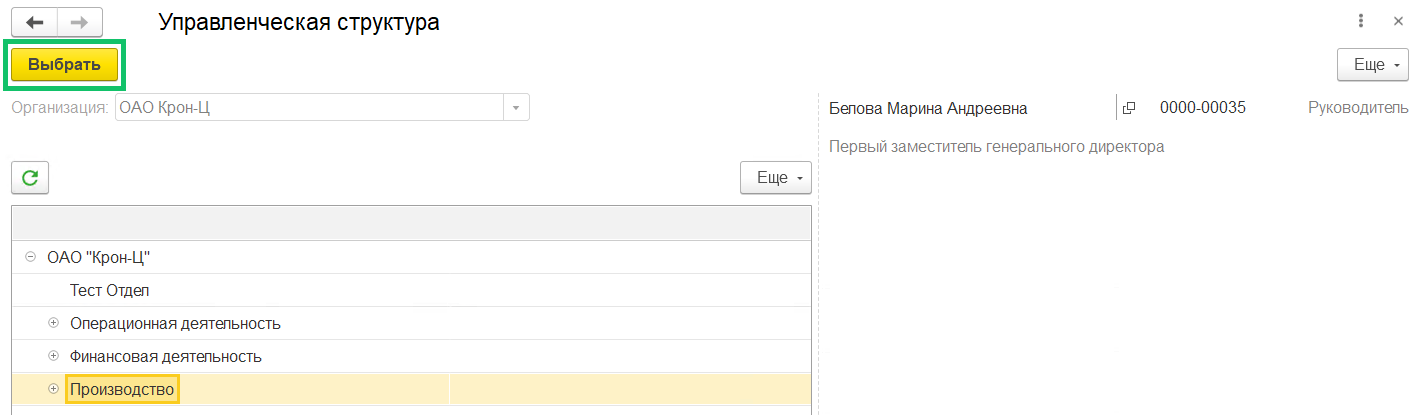 Управленческая структура
Выбрать
Еще
Организация: ОАО Крон-Ц
Белова Марина Андреевна 0000-00035 Руководитель
Первый заместитель генерального директора
Еще
ОАО "Крон-Ц"
Тест Отдел
Операционная деятельность
Финансовая деятельность
Производство